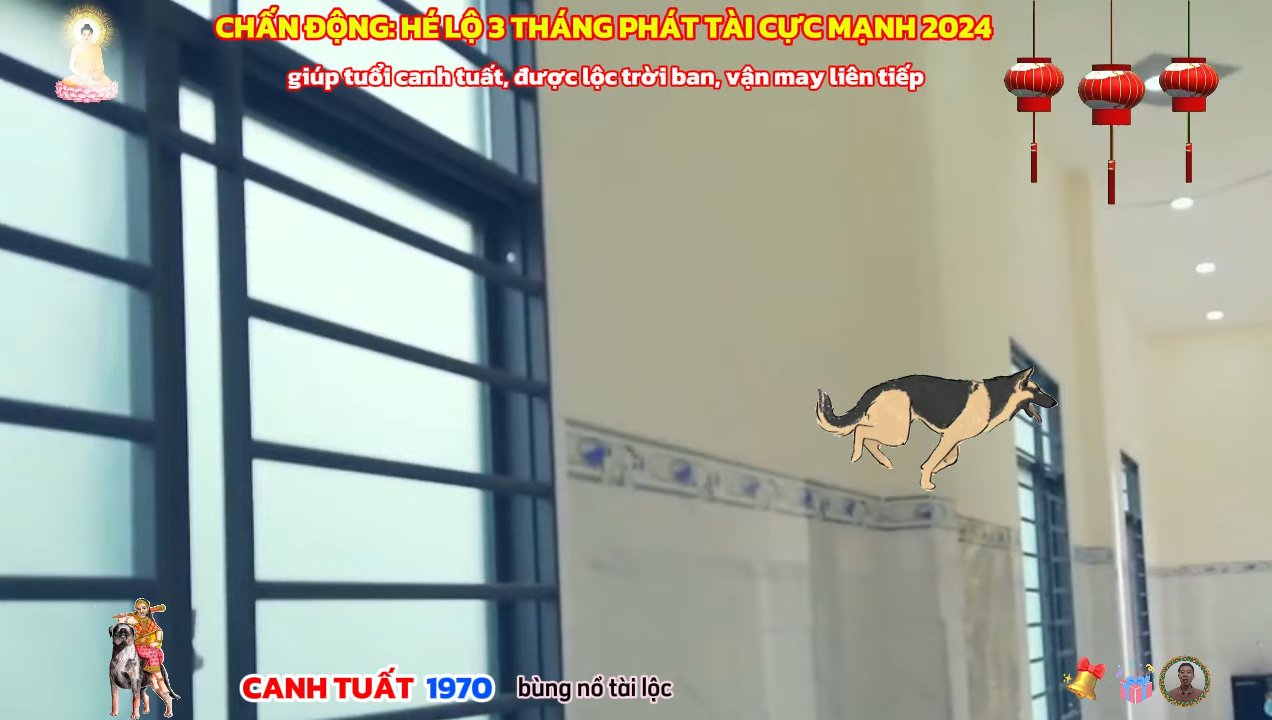 CHẤN ĐỘNG: HÉ LỘ 3 THÁNG PHÁT TÀI CỰC MẠNH 2024
giúp tuổi canh tuất, được lộc trời ban, vận may liên tiếp
CANH TUẤT 1970 bùng nổ tài lộc